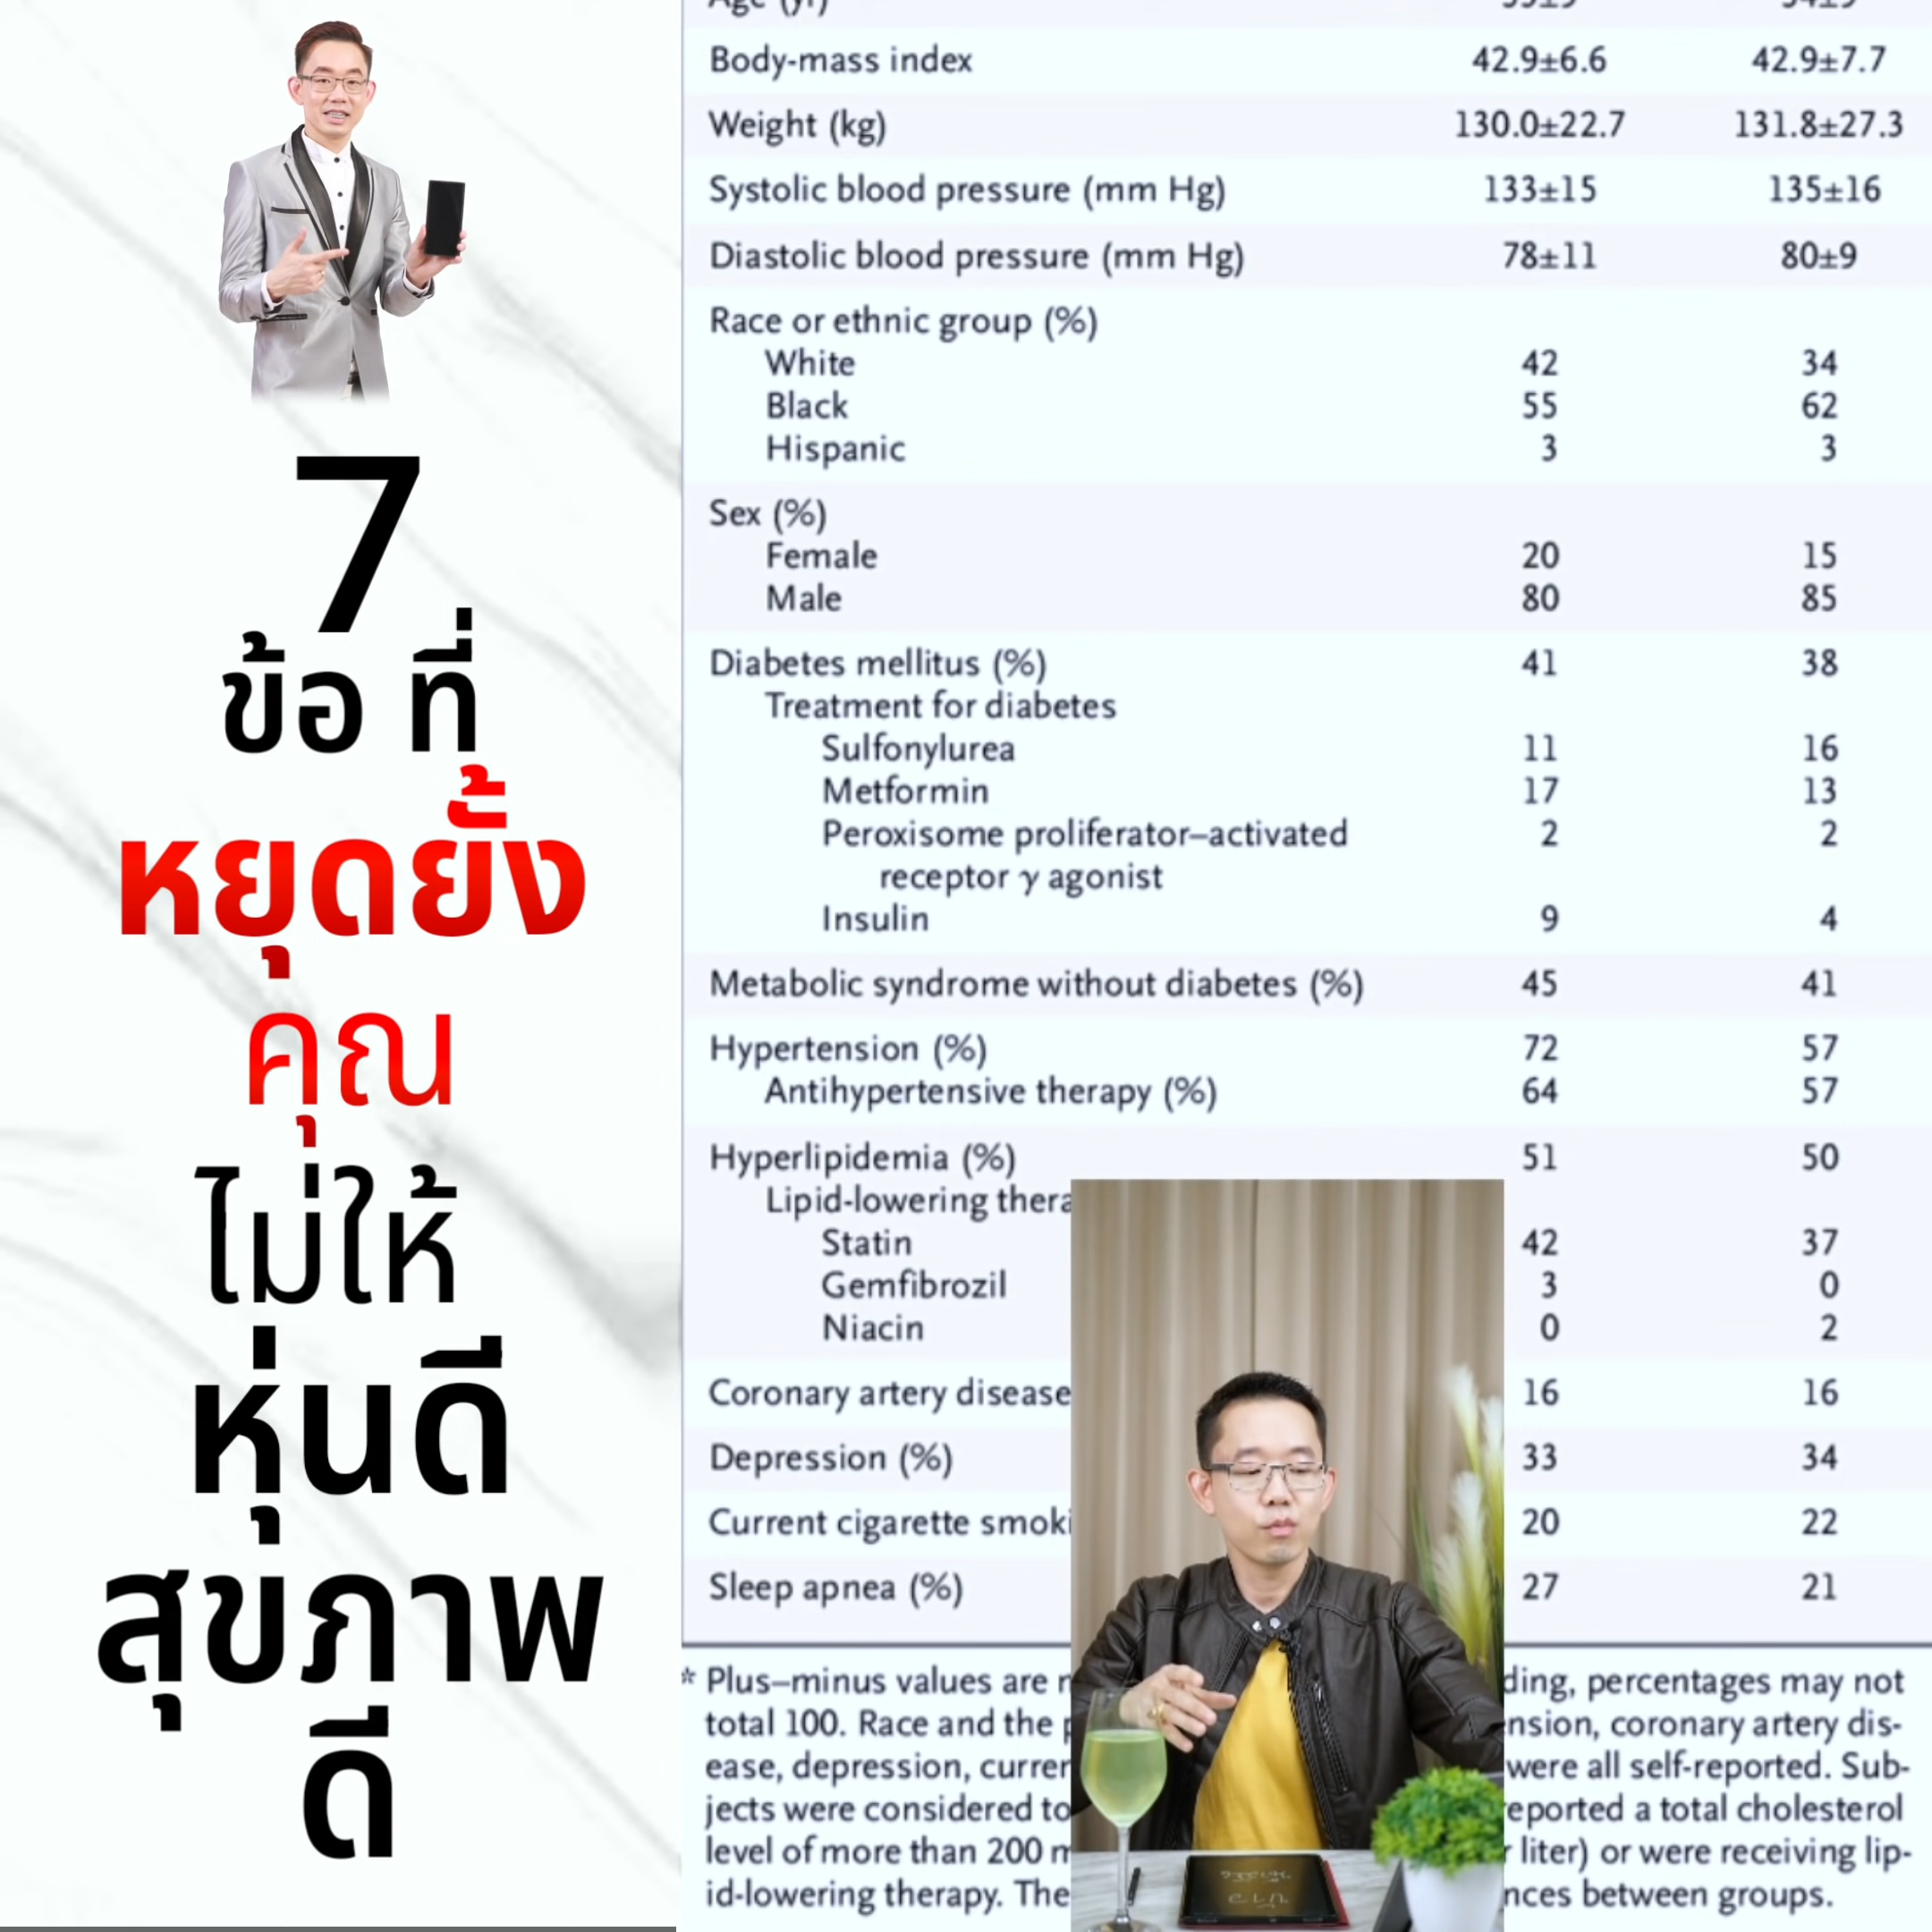 7
ข้อ ที่
หยุดยั้ง
คุณ
ไม่ให้
หุ่นดี
สุขภาพ
ดี
Age (yr)
Body-mass index 42.9±6.6 42.9±7.7
Weight (kg) 130.0±22.7 131.8±27.3
Systolic blood pressure (mm Hg) 133±15 135±16
Diastolic blood pressure (mm Hg) 78±11 80±9
Race or ethnic group (%)
White 42 34
Black 55 62
Hispanic 3 3
Sex (%)
Female 20 15
Male 80 85
Diabetes mellitus (%) 41 38
Treatment for diabetes
Sulfonylurea 11 16
Metformin 17 13
Peroxisome proliferator–activated 2 2
receptor γ agonist
Insulin 9 4
Metabolic syndrome without diabetes (%) 45 41
Hypertension (%) 72 57
Antihypertensive therapy (%) 64 57
Hyperlipidemia (%) 51 50
Lipid-lowering thera
Statin 42 37
Gemfibrozil 3 0
Niacin 0 2
Coronary artery disease 16 16
Depression (%) 33 34
Current cigarette smoki 20 22
Sleep apnea (%) 27 21
* Plus–minus values are ding, percentages may not
total 100. Race and the nsion, coronary artery dis-
ease, depression, curren were all self-reported. Sub-
jects were considered to eported a total cholesterol
level of more than 200 liter) or were receiving lip-
id-lowering therapy. The nces between groups.